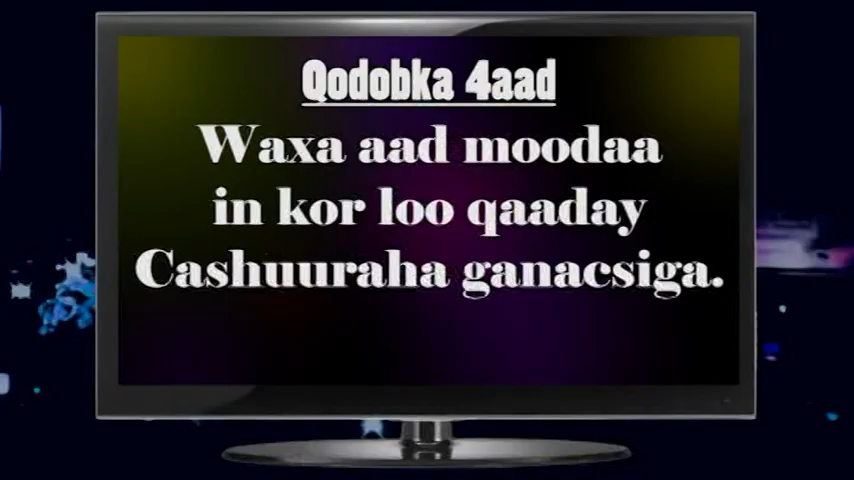 Qodobka 4aad
Waxa aad moodaa
in kor loo qaaday
Cashuuraha ganacsiga.